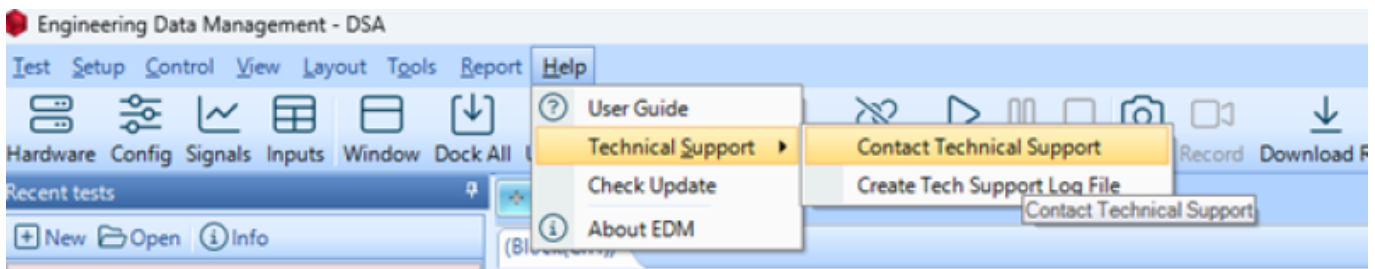 Engineering Data Management - DSA
Test Setup Control View Layout Tools Report Help
User Guide
Hardware Config Signals Inputs Window Dock All
Technical Support
Contact Technical Support
Record Download
Recent tests
Check Update
Create Tech Support Log File
Contact Technical Support
New Open Info
About EDM